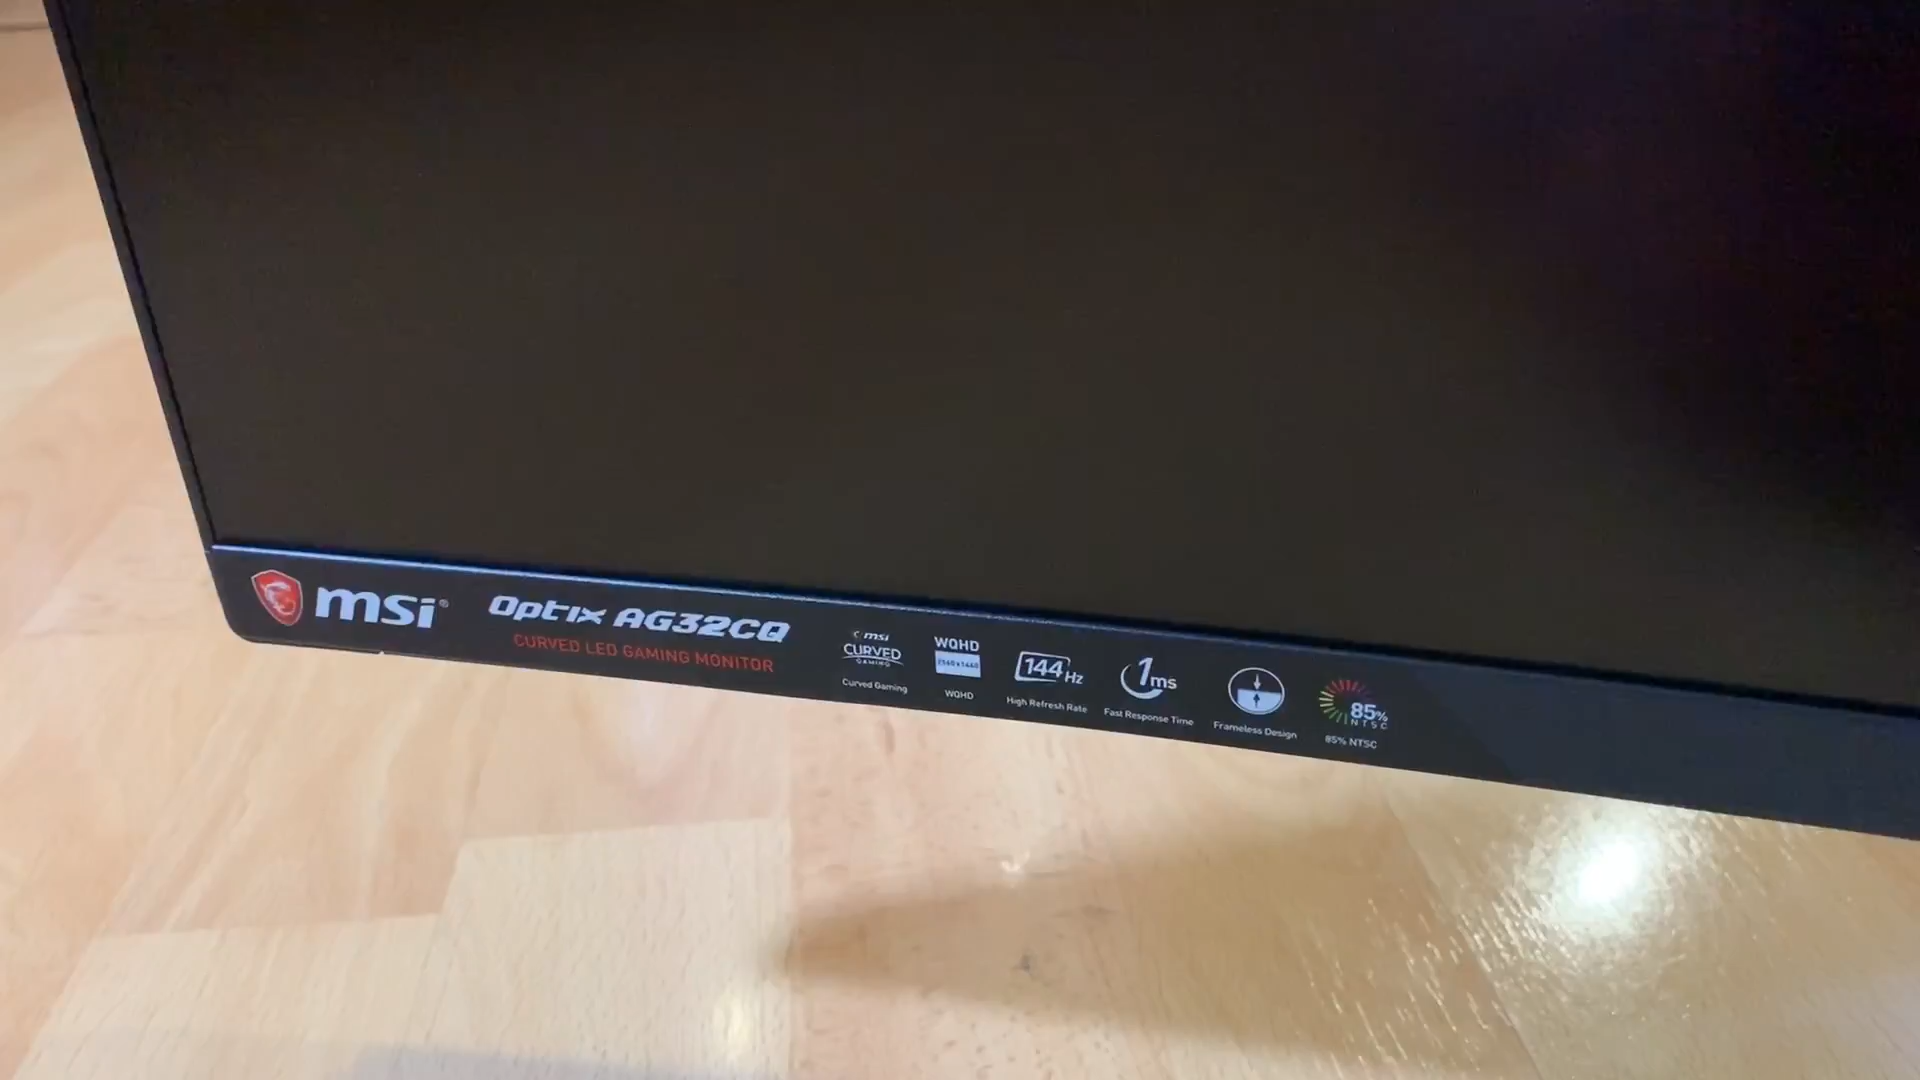 msi® Optix AG32CQ
CURVED LED GAMING MONITOR
msi
CURVED
GAMING
Curved Gaming
WQHD
2560x1440
WQHD
144Hz
High Refresh Rate
1ms
Fast Response Time
Frameless Design
85%
NTSC
85% NTSC